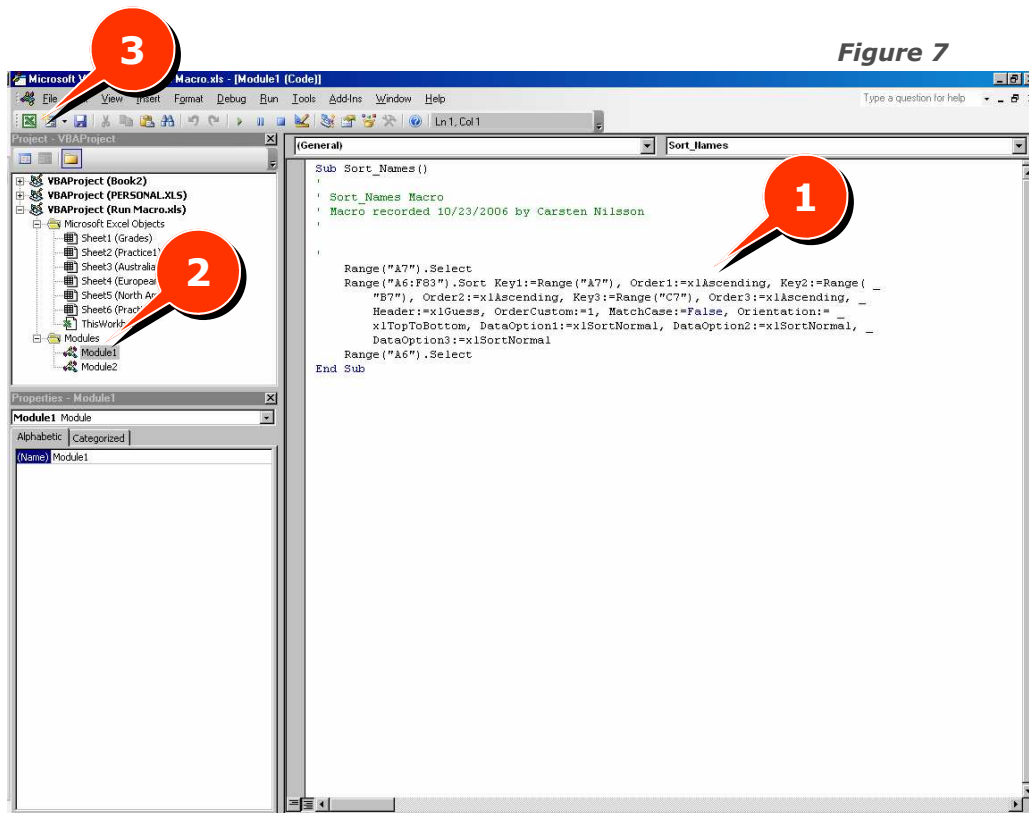 3
Figure 7
Microsoft V Macro.xls - [Module1 (Code)]
File View Insert Format Debug Run Tools Add-Ins Window Help
Type a question for help
Ln 1, Col 1
Project - VBAProject
(General)
Sort_Names
VBAProject (Book2)
VBAProject (PERSONAL.XLS)
VBAProject (Run Macro.xls)
Microsoft Excel Objects
Sheet1 (Grades)
Sheet2 (Practice1)
Sheet3 (Australia
Sheet4 (European
Sheet5 (North A
Sheet6 (Pract
ThisWorkb
Modules
Module1
Module2
2
Properties - Module1
Module1 Module
Alphabetic Categorized
(Name) Module1
Sub Sort_Names()
'
' Sort_Names Macro
' Macro recorded 10/23/2006 by Carsten Nilsson
'
'
1
Range("A7").Select
Range("A6:F83").Sort Key1:=Range("A7"), Order1:=xlAscending, Key2:=Range( _
"B7"), Order2:=xlAscending, Key3:=Range("C7"), Order3:=xlAscending, _
Header:=xlGuess, OrderCustom:=1, MatchCase:=False, Orientation:= _
xlTopToBottom, DataOption1:=xlSortNormal, DataOption2:=xlSortNormal, _
DataOption3:=xlSortNormal
Range("A6").Select
End Sub